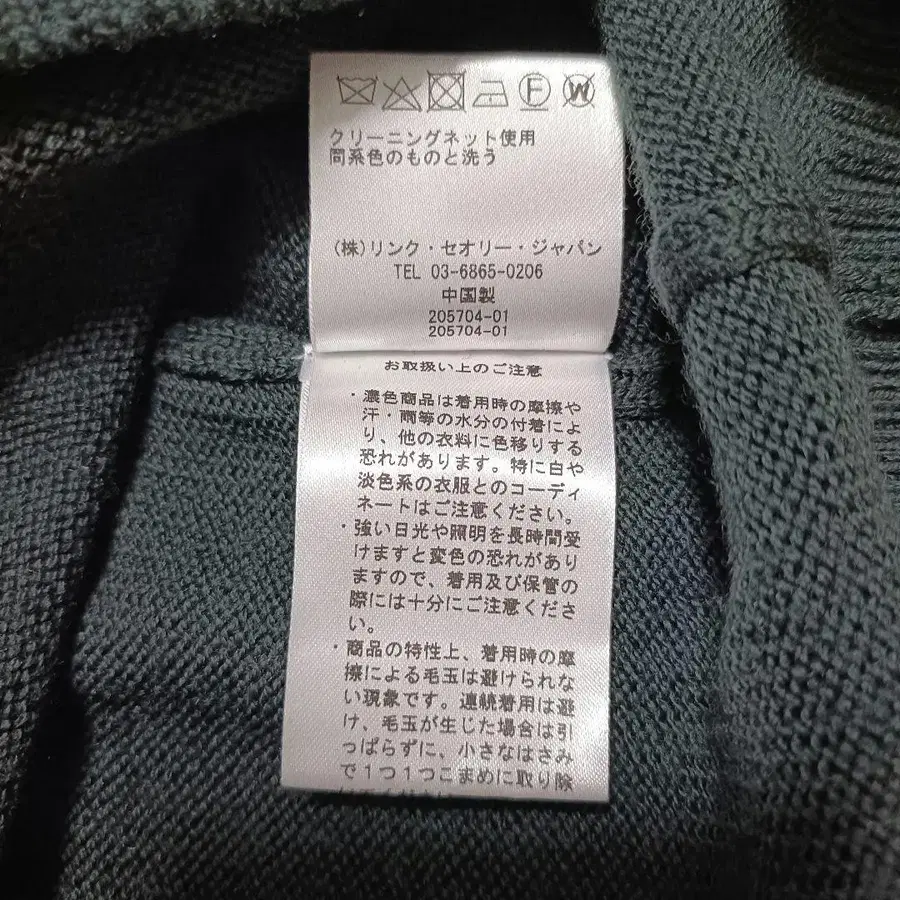 クリーニングネット使用
同系色のものと洗う
(株)リンク・セオリー・ジャパン
TEL 03-6865-0206
中国製
205704-01
205704-01
お取扱い上のご注意
・濃色商品は着用時の摩擦や
汗・雨等の水分の付着によ
り、他の衣料に色移りする
恐れがあります。特に白や
淡色系の衣服とのコーディ
ネートはご注意ください。
・強い日光や照明を長時間受
けますと変色の恐れがあり
ますので、着用及び保管の
際には十分にご注意くださ
い。
・商品の特性上、着用時の摩
擦による毛玉は避けられな
い現象です。連続着用は避
け、毛玉が生じた場合は引
っぱらずに、小さなはさみ
で1つ1つこまめに取り除